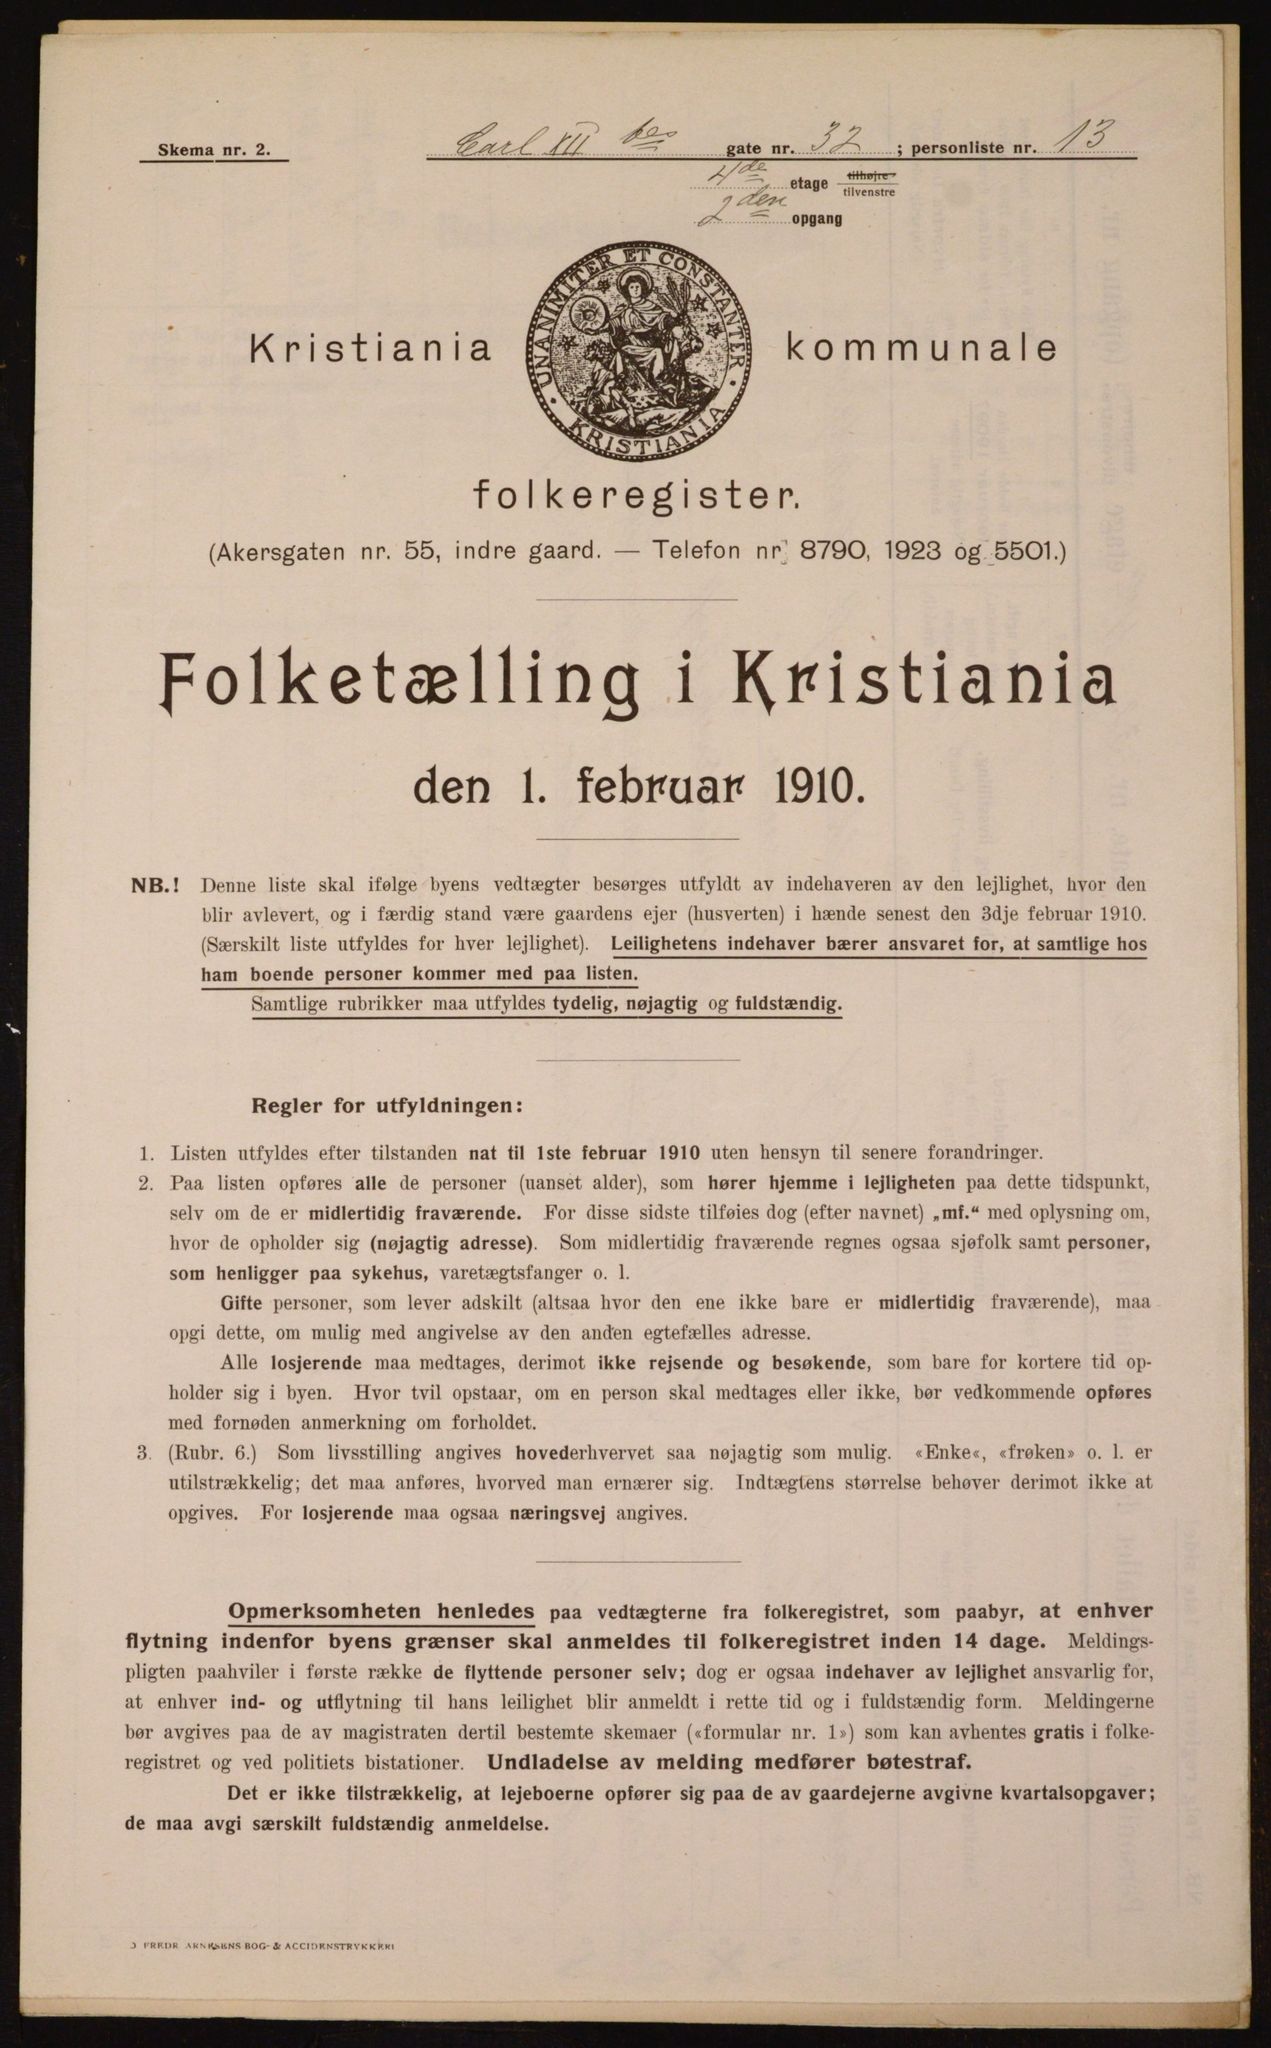 Skema nr. 2.
Carl XII tes gate nr. 32 ; personliste nr. 13
4de etage tilhøjre
tilvenstre
2den opgang
UNANIMITER ET CONSTANTER
KRISTIANIA
Kristiania kommunale
folkeregister.
(Akersgaten nr. 55, indre gaard. — Telefon nr. 8790, 1923 og 5501.)
Folketælling i Kristiania
den 1. februar 1910.
NB.! Denne liste skal ifølge byens vedtægter besørges utfyldt av indehaveren av den lejlighet, hvor den
blir avlevert, og i færdig stand være gaardens ejer (husverten) i hænde senest den 3dje februar 1910.
(Særskilt liste utfyldes for hver lejlighet). Leilighetens indehaver bærer ansvaret for, at samtlige hos
ham boende personer kommer med paa listen.
Samtlige rubrikker maa utfyldes tydelig, nøjagtig og fuldstændig.
Regler for utfyldningen:
1. Listen utfyldes efter tilstanden nat til 1ste februar 1910 uten hensyn til senere forandringer.
2. Paa listen opføres alle de personer (uanset alder), som hører hjemme i lejligheten paa dette tidspunkt,
selv om de er midlertidig fraværende. For disse sidste tilføies dog (efter navnet) „mf.“ med oplysning om,
hvor de opholder sig (nøjagtig adresse). Som midlertidig fraværende regnes ogsaa sjøfolk samt personer,
som henligger paa sykehus, varetægtsfanger o. l.
Gifte personer, som lever adskilt (altsaa hvor den ene ikke bare er midlertidig fraværende), maa
opgi dette, om mulig med angivelse av den anden egtefælles adresse.
Alle losjerende maa medtages, derimot ikke rejsende og besøkende, som bare for kortere tid op-
holder sig i byen. Hvor tvil opstaar, om en person skal medtages eller ikke, bør vedkommende opføres
med fornøden anmerkning om forholdet.
3. (Rubr. 6.) Som livsstilling angives hovederhvervet saa nøjagtig som mulig. «Enke«, «frøken» o. l. er
utilstrækkelig; det maa anføres, hvorved man ernærer sig. Indtægtens størrelse behøver derimot ikke at
opgives. For losjerende maa ogsaa næringsvej angives.
Opmerksomheten henledes paa vedtægterne fra folkeregistret, som paabyr, at enhver
flytning indenfor byens grænser skal anmeldes til folkeregistret inden 14 dage. Meldings-
pligten paahviler i første række de flyttende personer selv; dog er ogsaa indehaver av lejlighet ansvarlig for,
at enhver ind- og utflytning til hans leilighet blir anmeldt i rette tid og i fuldstændig form. Meldingerne
bør avgives paa de av magistraten dertil bestemte skemaer («formular nr. 1») som kan avhentes gratis i folke-
registret og ved politiets bistationer. Undladelse av melding medfører bøtestraf.
Det er ikke tilstrækkelig, at lejeboerne opfører sig paa de av gaardejerne avgivne kvartalsopgaver;
de maa avgi særskilt fuldstændig anmeldelse.
J FREDR ARNESENS BOG- & ACCIDENSTRYKKERI